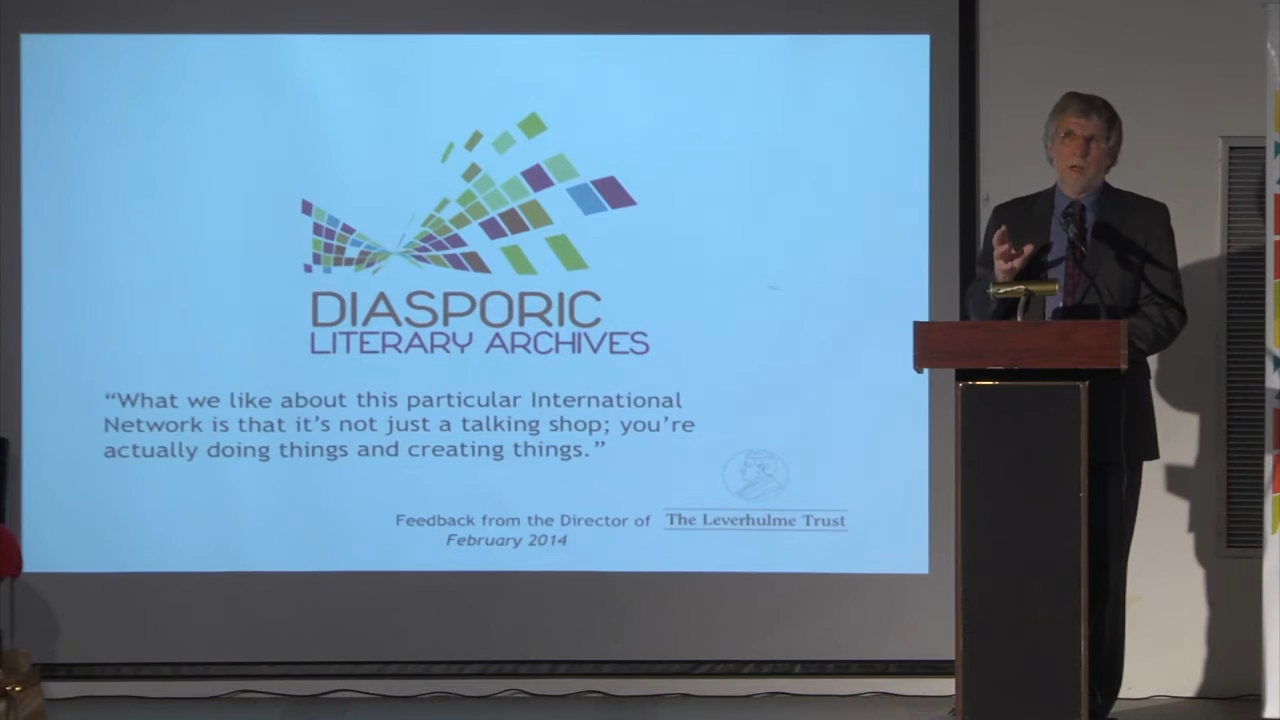 DIASPORIC
LITERARY ARCHIVES
“What we like about this particular International
Network is that it’s not just a talking shop; you’re
actually doing things and creating things.”
Feedback from the Director of The Leverhulme Trust
February 2014